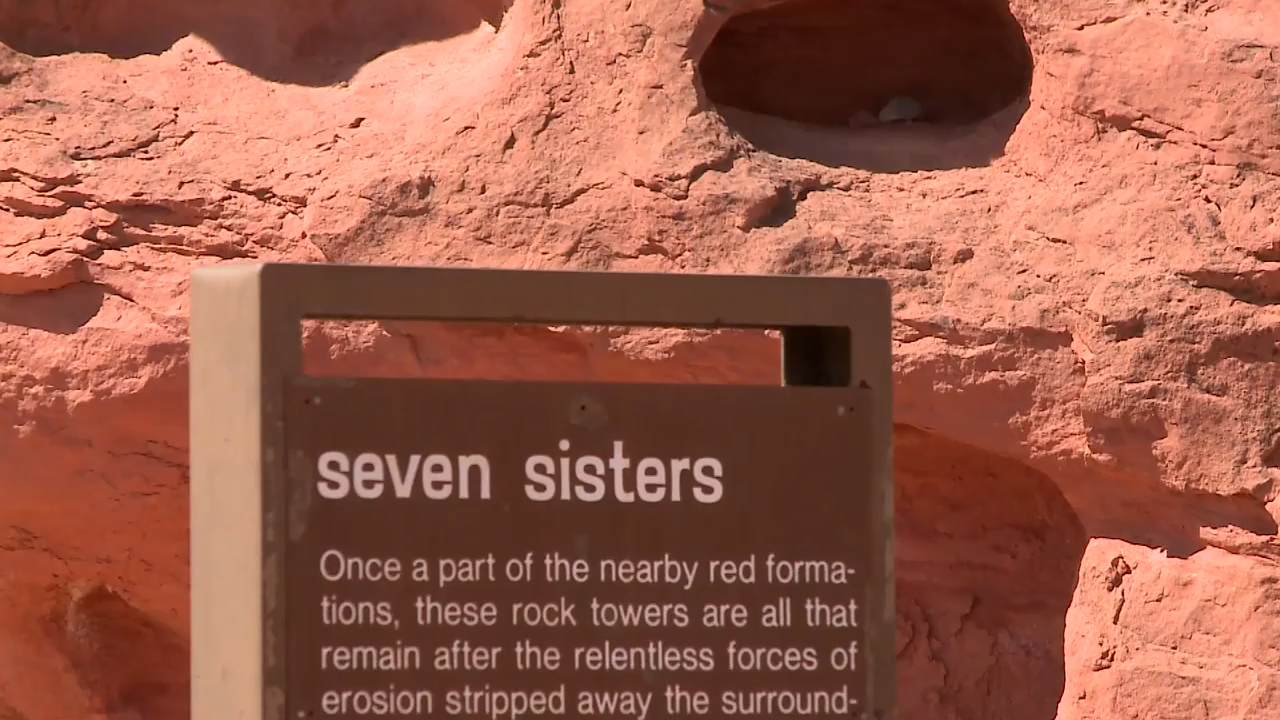 seven sisters
Once a part of the nearby red forma-
tions, these rock towers are all that
remain after the relentless forces of
erosion stripped away the surround-